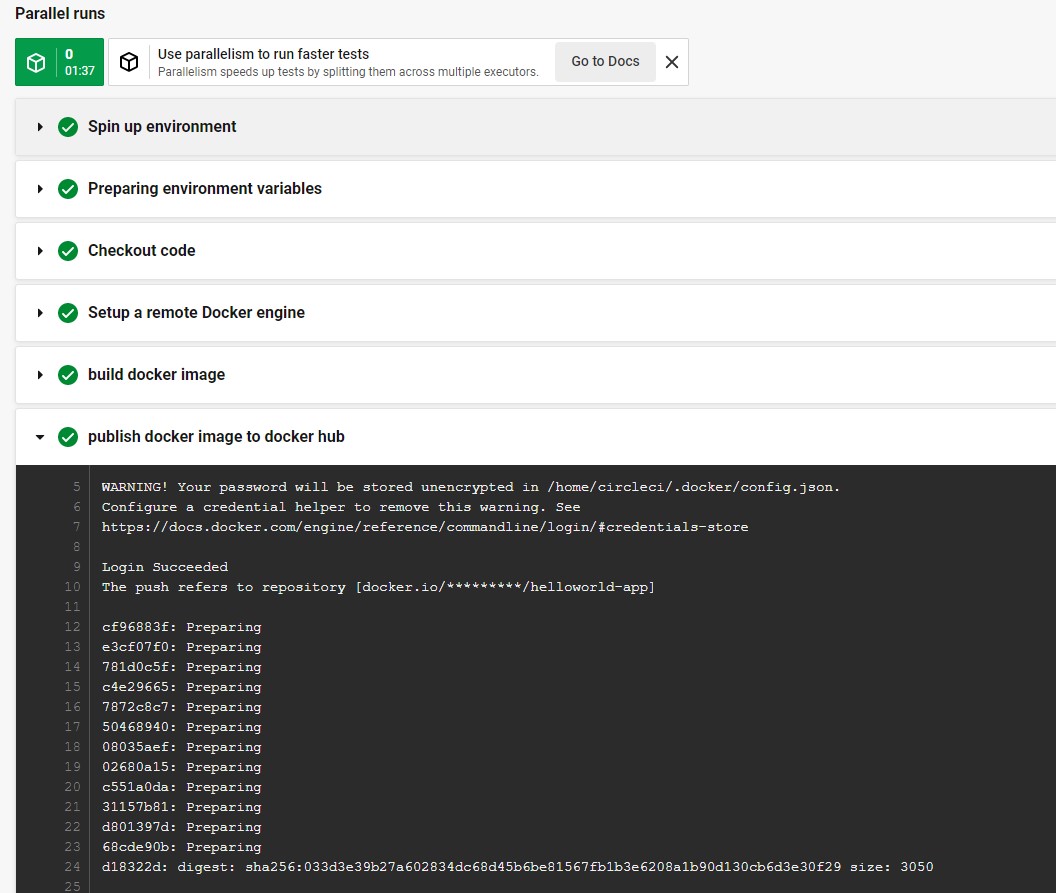 Parallel runs
0
01:37
Use parallelism to run faster tests
Parallelism speeds up tests by splitting them across multiple executors.
Go to Docs
Spin up environment
Preparing environment variables
Checkout code
Setup a remote Docker engine
build docker image
publish docker image to docker hub
5 WARNING! Your password will be stored unencrypted in /home/circleci/.docker/config.json.
6 Configure a credential helper to remove this warning. See
7 https://docs.docker.com/engine/reference/commandline/login/#credentials-store
8
9 Login Succeeded
10 The push refers to repository [docker.io/*********/helloworld-app]
11
12 cf96883f: Preparing
13 e3cf07f0: Preparing
14 781d0c5f: Preparing
15 c4e29665: Preparing
16 7872c8c7: Preparing
17 50468940: Preparing
18 08035aef: Preparing
19 02680a15: Preparing
20 c551a0da: Preparing
21 31157b81: Preparing
22 d801397d: Preparing
23 68cde90b: Preparing
24 d18322d: digest: sha256:033d3e39b27a602834dc68d45b6be81567fb1b3e6208a1b90d130cb6d3e30f29 size: 3050
25